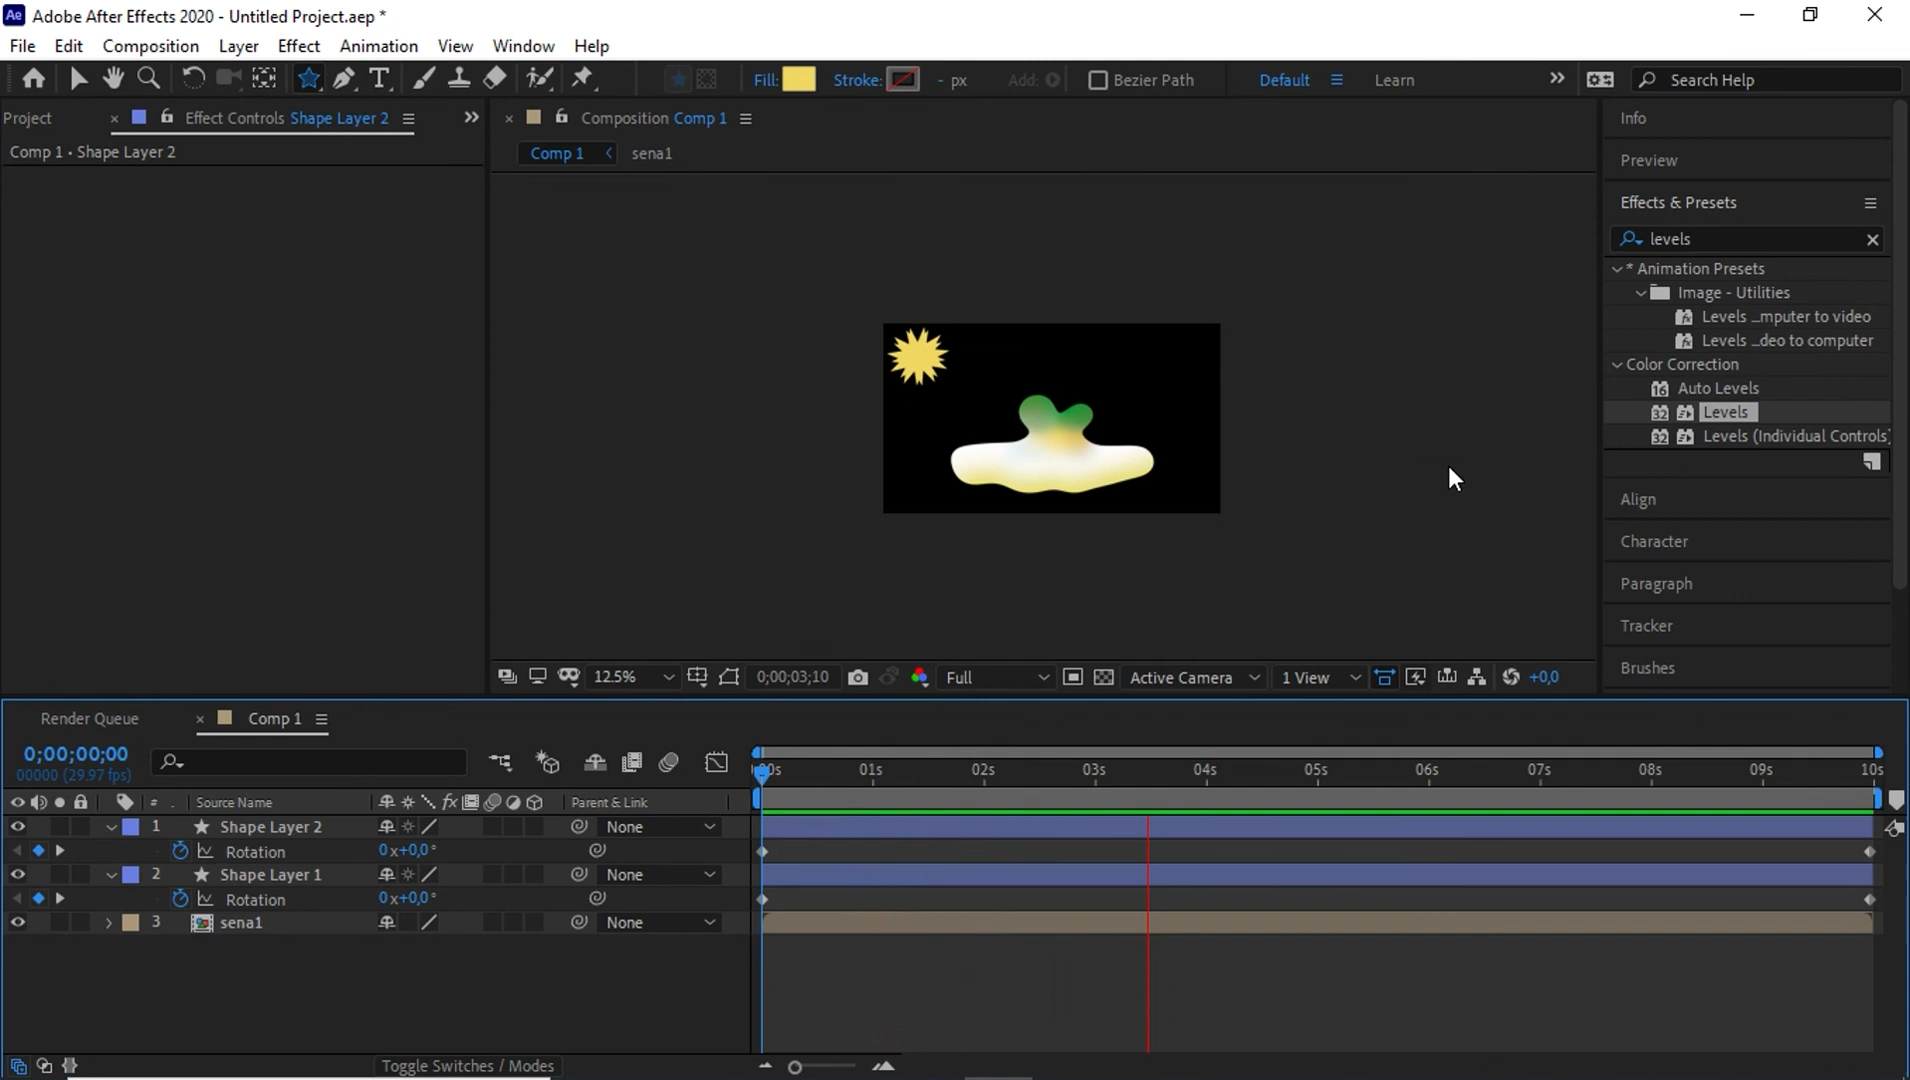 Ae Adobe After Effects 2020 - Untitled Project.aep *
File Edit Composition Layer Effect Animation View Window Help
T Fill: Stroke: - px Add: Bezier Path Default Learn Search Help
Project Effect Controls Shape Layer 2
Comp 1 • Shape Layer 2
Composition Comp 1
Comp 1 sena1
12.5% 0;00;03;10 Full Active Camera 1 View +0,0
Info
Preview
Effects & Presets
levels
* Animation Presets
Image - Utilities
Levels ...mputer to video
Levels ...deo to computer
Color Correction
16 Auto Levels
32 Levels
32 Levels (Individual Controls)
Align
Character
Paragraph
Tracker
Brushes
Render Queue Comp 1
0;00;00;00
00000 (29.97 fps)
00s 01s 02s 03s 04s 05s 06s 07s 08s 09s 10s
# . Source Name fx Parent & Link
1 Shape Layer 2 None
Rotation 0x+0,0°
2 Shape Layer 1 None
Rotation 0x+0,0°
3 sena1 None
Toggle Switches / Modes